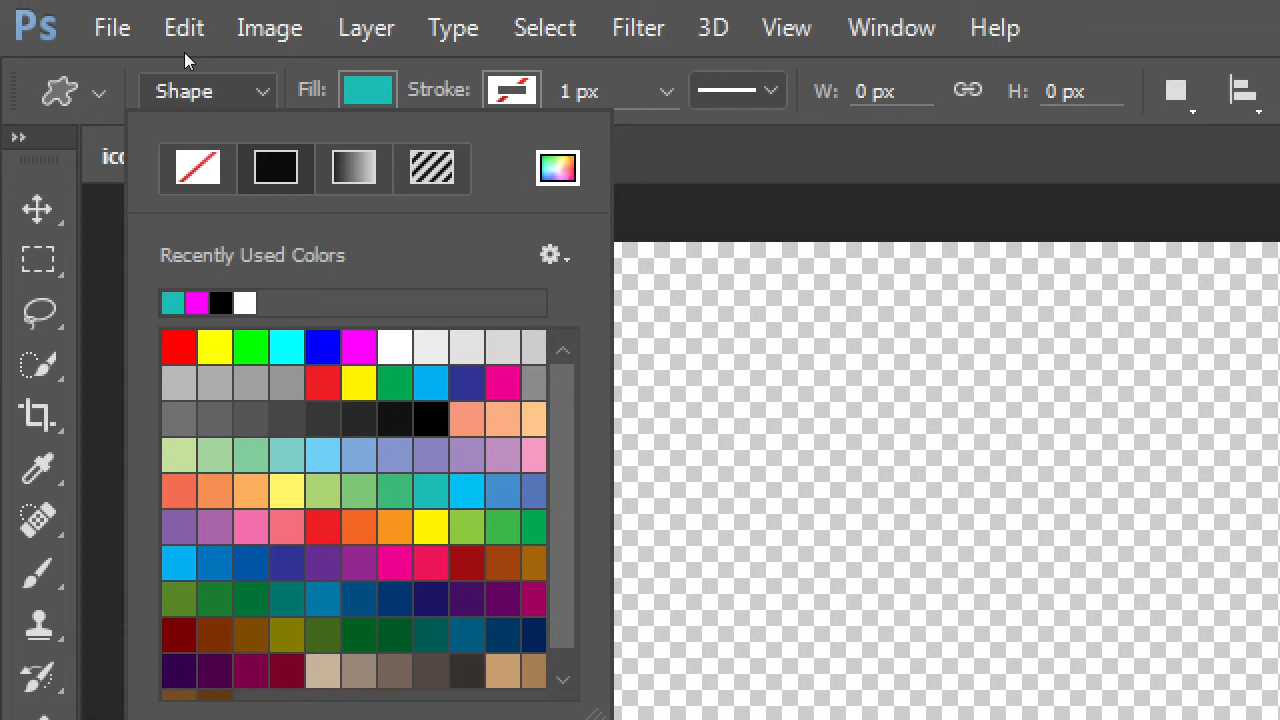 Ps File Edit Image Layer Type Select Filter 3D View Window Help
Shape Fill: Stroke: 1 px W: 0 px H: 0 px
Recently Used Colors